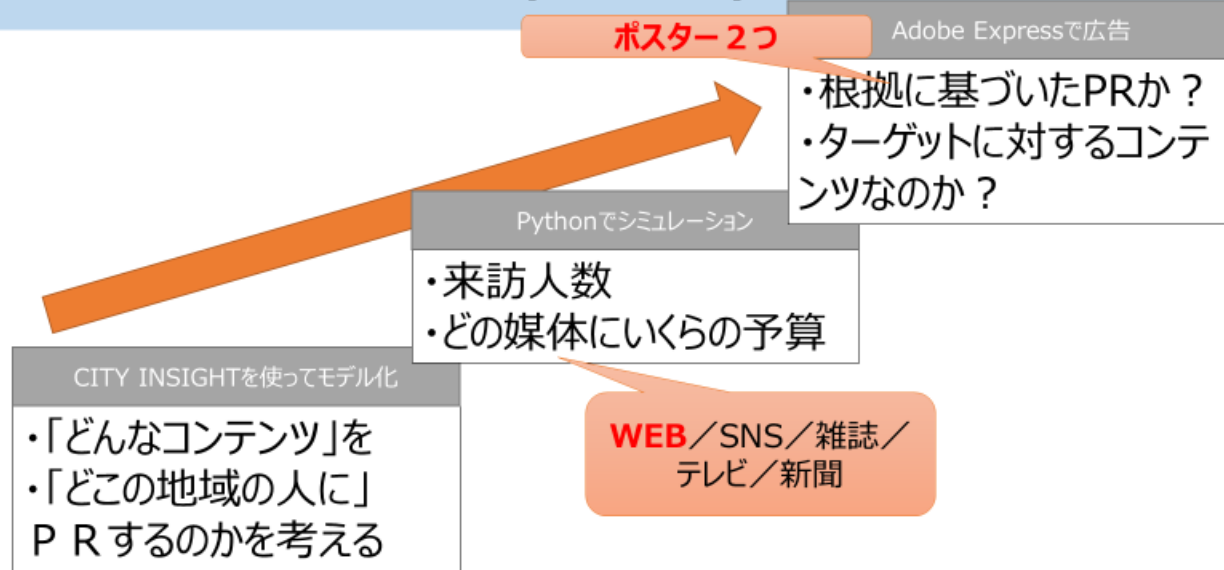 ポスター２つ
Adobe Expressで広告
・根拠に基づいたPRか？
・ターゲットに対するコンテ
ンツなのか？
Pythonでシミュレーション
・来訪人数
・どの媒体にいくらの予算
CITY INSIGHTを使ってモデル化
・「どんなコンテンツ」を
・「どこの地域の人に」
ＰＲするのかを考える
WEB／SNS／雑誌／
テレビ／新聞